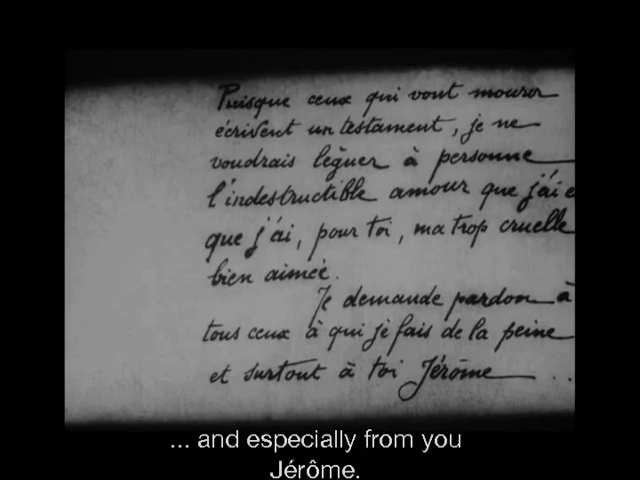 Puisque ceux qui vont mourir
écrivent un testament, je ne
voudrais léguer à personne
l'indestructible amour que j'ai e
que j'ai, pour toi, ma trop cruelle
bien aimée.
Je demande pardon à
tous ceux à qui je fais de la peine
et surtout à toi Jérôme ...
... and especially from you
Jérôme.